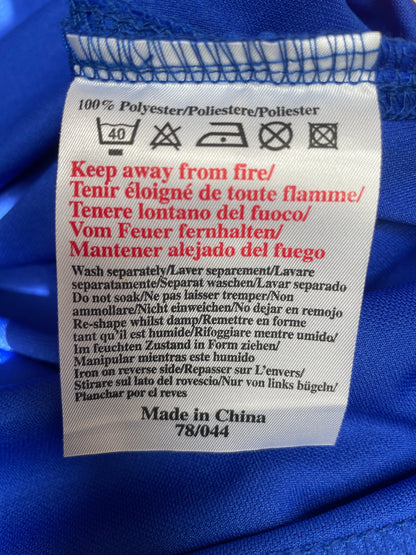 100% Polyester/Poliestere/Poliester
40
Keep away from fire/
Tenir éloigné de toute flamme/
Tenere lontano del fuoco/
Vom Feuer fernhalten/
Mantener alejado del fuego
Wash separately/Laver separement/Lavare
separatamente/Separat waschen/Lavar separado
Do not soak/Ne pas laisser tremper/Non
ammollare/Nicht einweichen/No dejar en remojo
Re-shape whilst damp/Remettre en forme
tant qu'il est humide/Rifoggiare mentre umido/
Im feuchten Zustand in Form ziehen/
Manipular mientras este humido
Iron on reverse side/Repasser sur L'envers/
Stirare sul lato del rovescio/Nur von links bügeln/
Planchar por el reves
Made in China
78/044